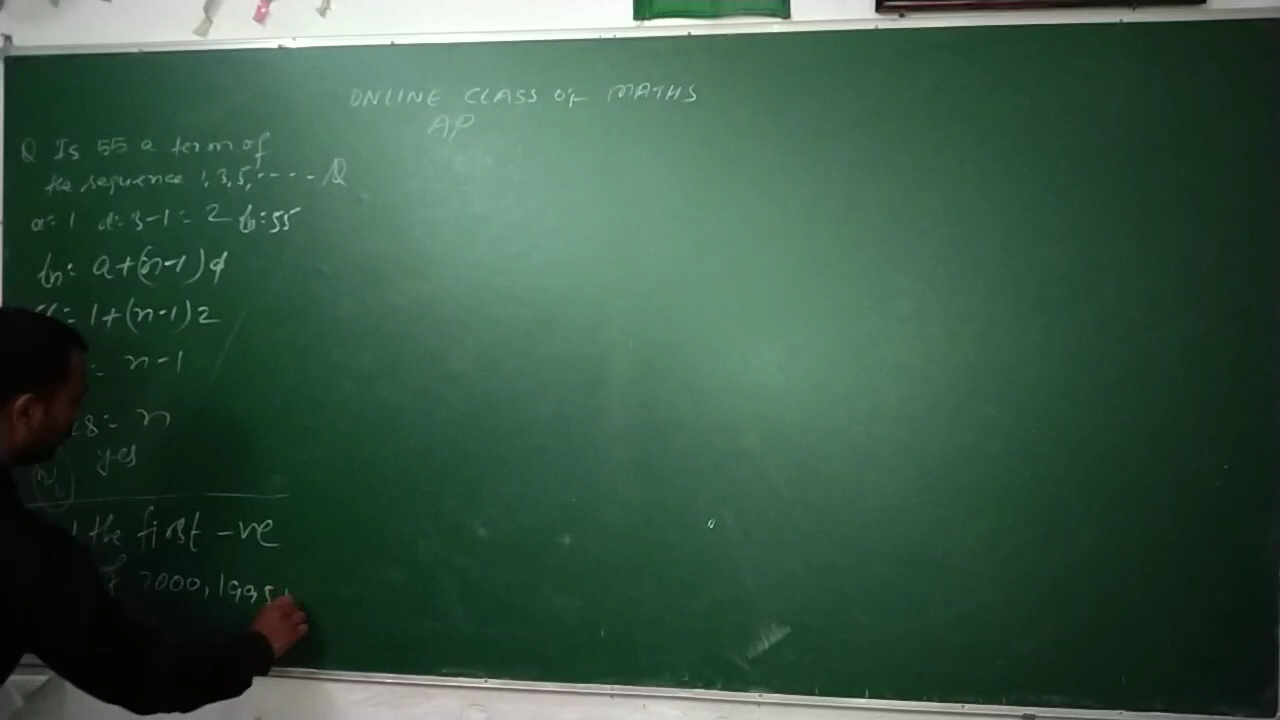 ONLINE CLASS OF MATHS
AP
Q Is 55 a term of
the sequence 1, 3, 5, ----
a = 1 d = 3-1 = 2 tn = 55
tn = a+(n-1)d
= 1+(n-1)2
= n-1
28 = n
yes
the first -ve
of 2000, 1995,